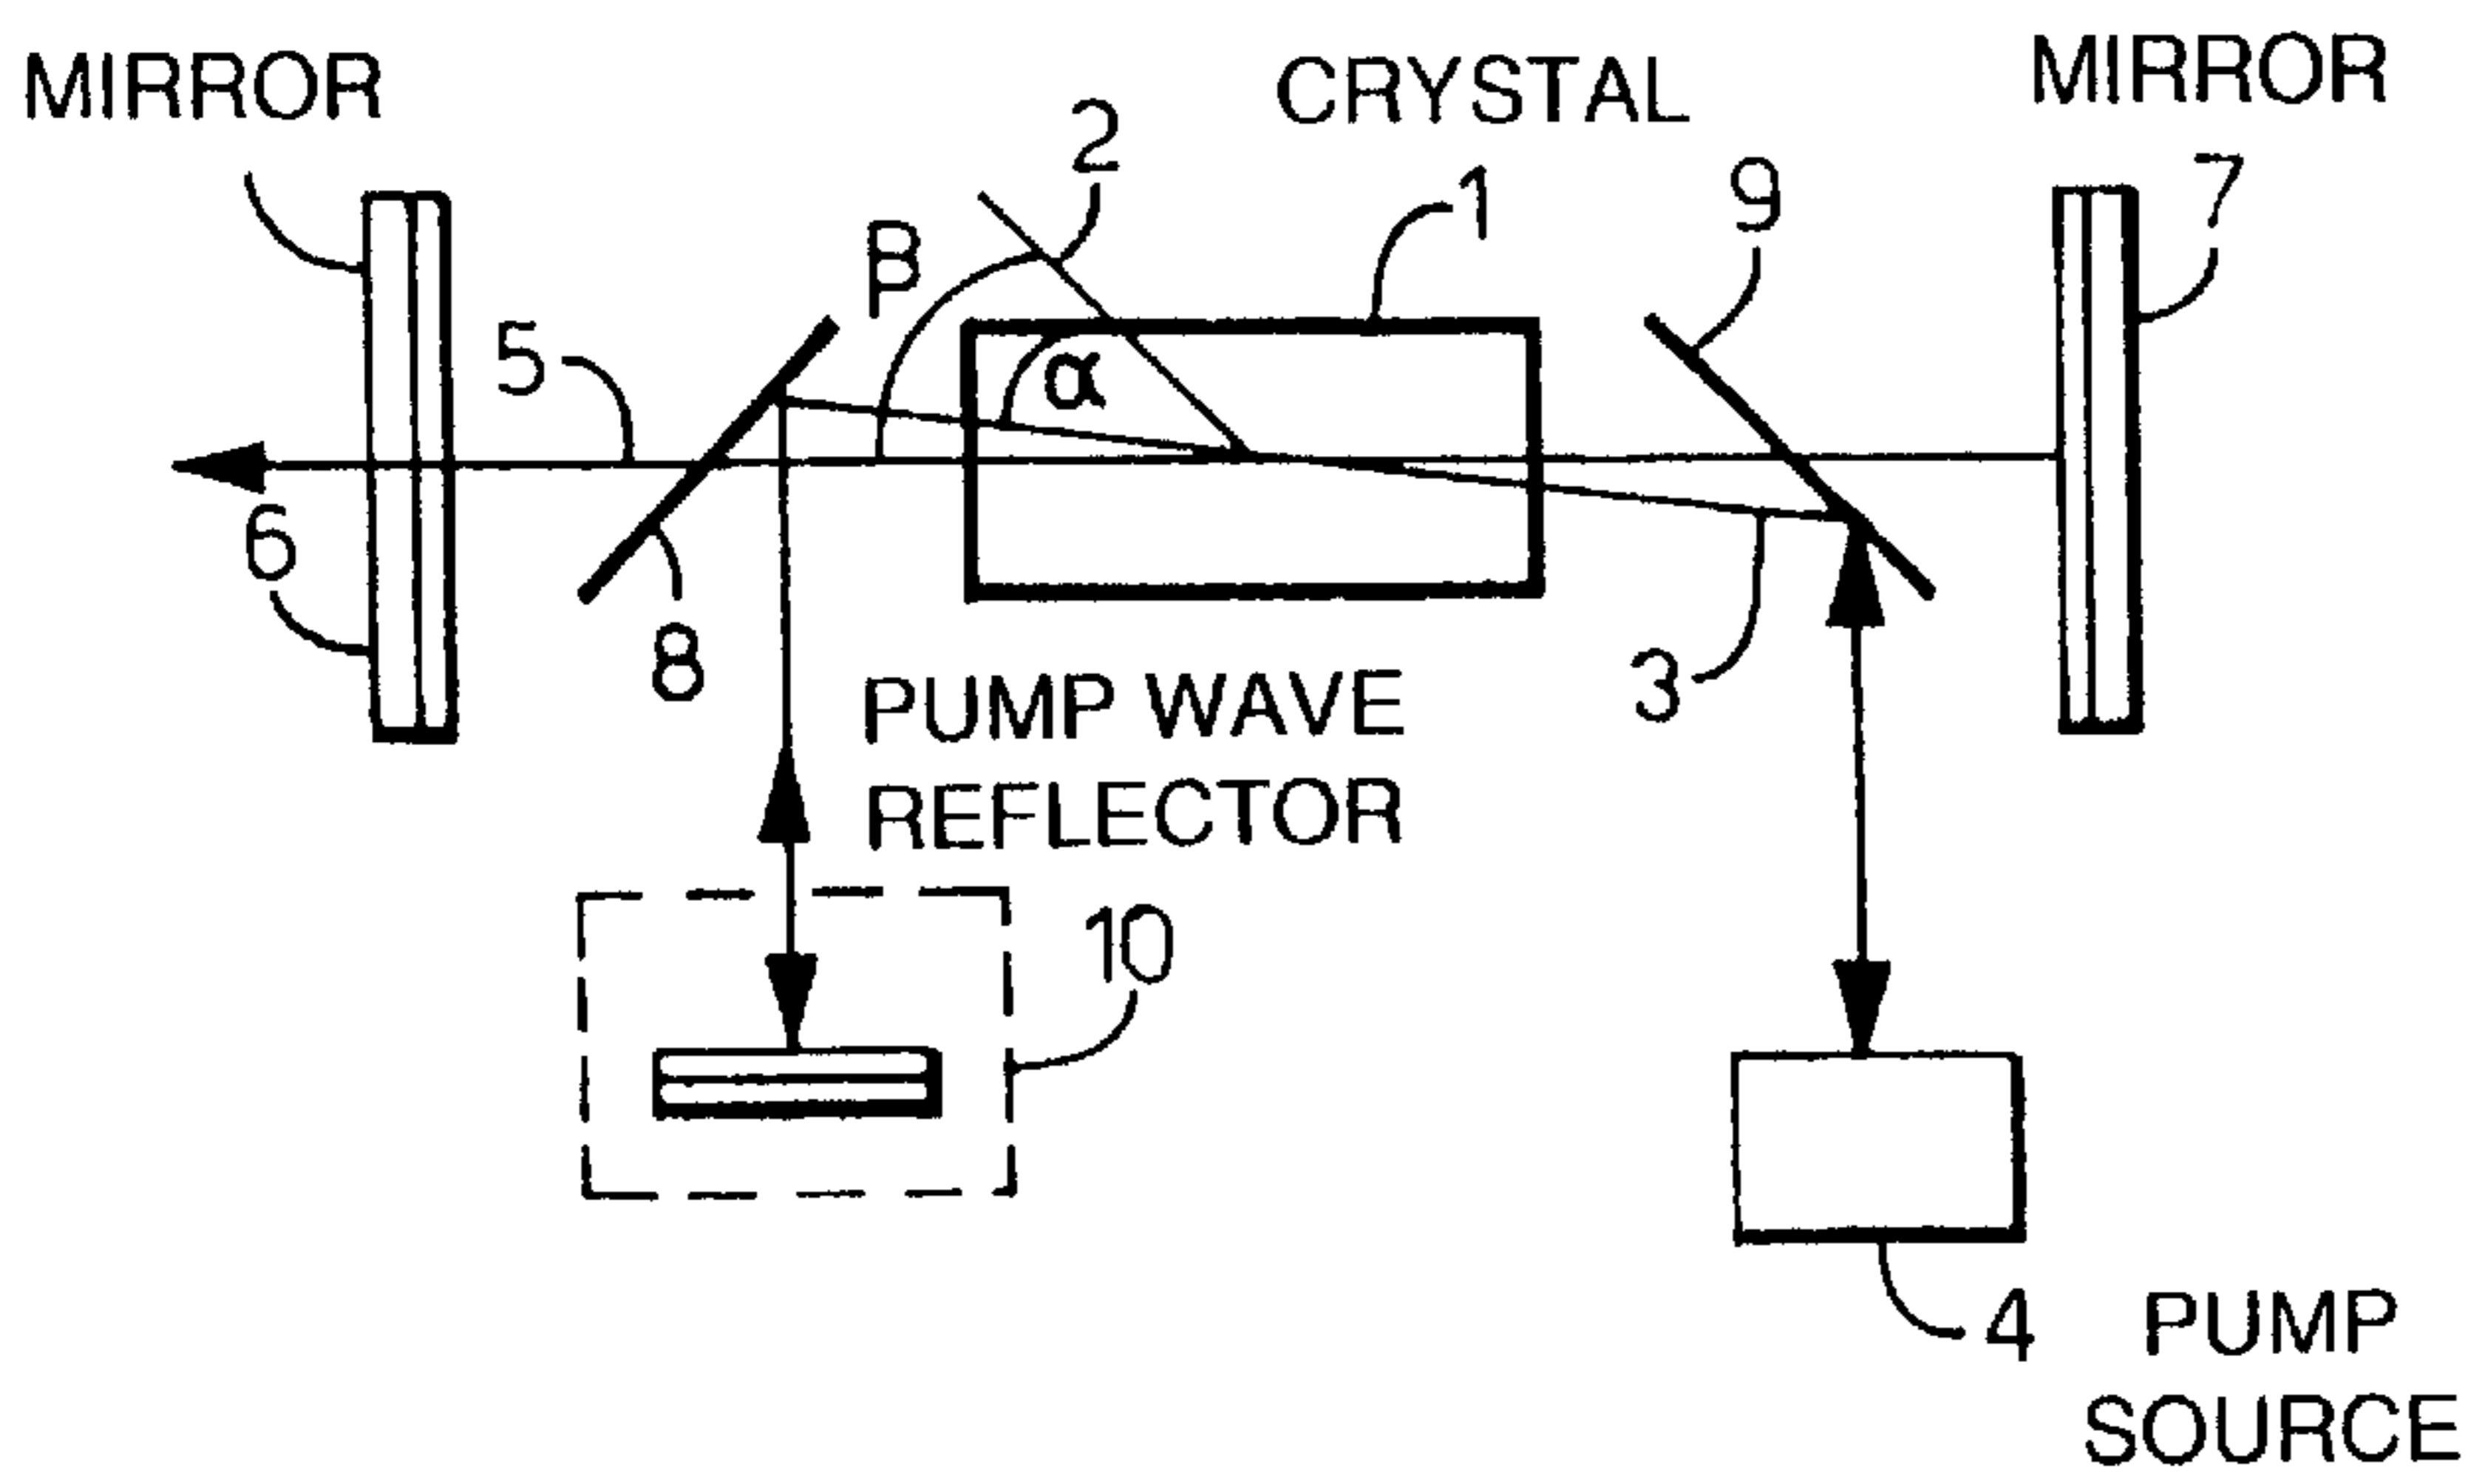 MIRROR
CRYSTAL
MIRROR
2
1
9
7
β
α
5
6
8
3
PUMP WAVE
REFLECTOR
10
4
PUMP
SOURCE